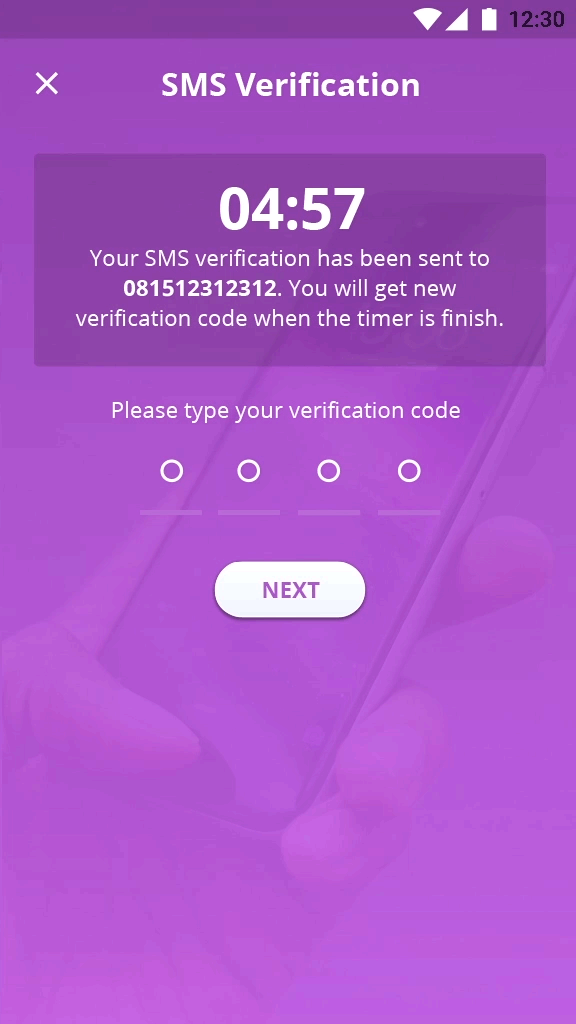 12:30
SMS Verification
04:57
Your SMS verification has been sent to
081512312312. You will get new
verification code when the timer is finish.
Please type your verification code
NEXT